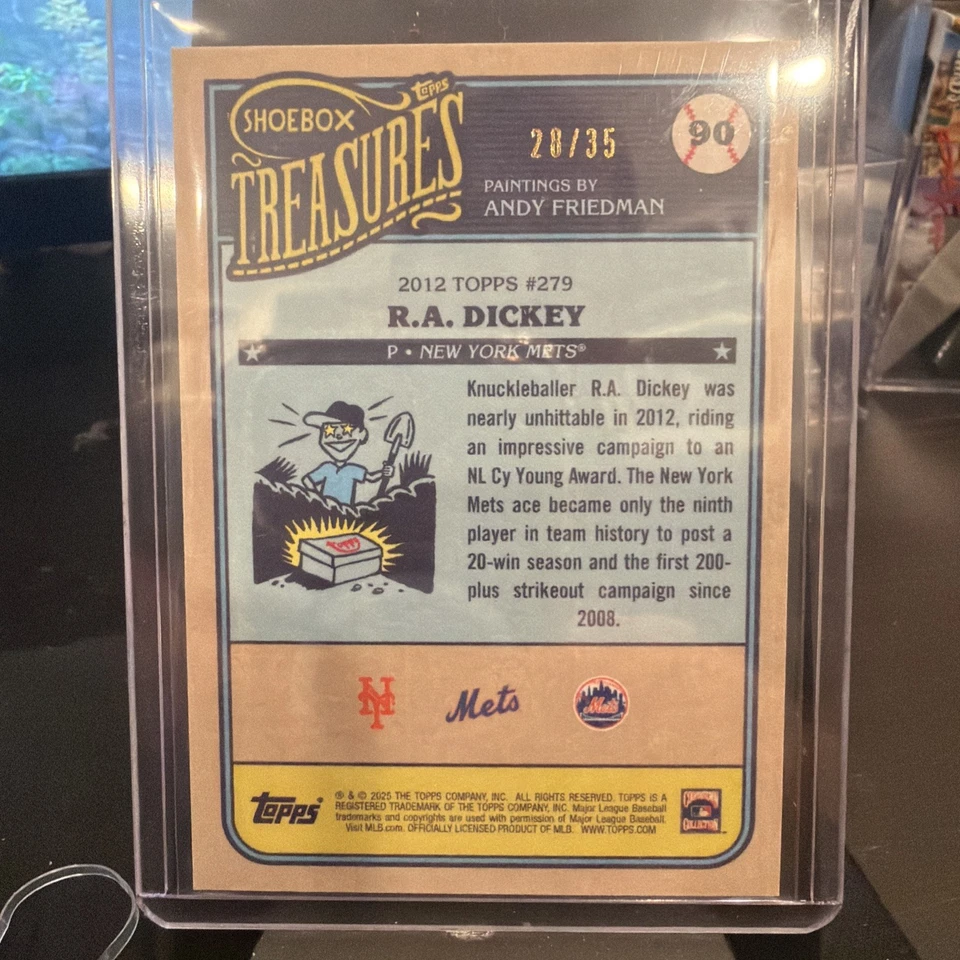 topps
SHOEBOX
TREASURES
28/35
90
PAINTINGS BY
ANDY FRIEDMAN
2012 TOPPS #279
R.A. DICKEY
P • NEW YORK METS®
Knuckleballer R.A. Dickey was
nearly unhittable in 2012, riding
an impressive campaign to an
NL Cy Young Award. The New York
Mets ace became only the ninth
player in team history to post a
20-win season and the first 200-
plus strikeout campaign since
2008.
topps
NY
Mets
Mets
topps
® & © 2025 THE TOPPS COMPANY, INC. ALL RIGHTS RESERVED. TOPPS IS A
REGISTERED TRADEMARK OF THE TOPPS COMPANY, INC. Major League Baseball
trademarks and copyrights are used with permission of Major League Baseball.
Visit MLB.com. OFFICIALLY LICENSED PRODUCT OF MLB. WWW.TOPPS.COM
COLLECTION